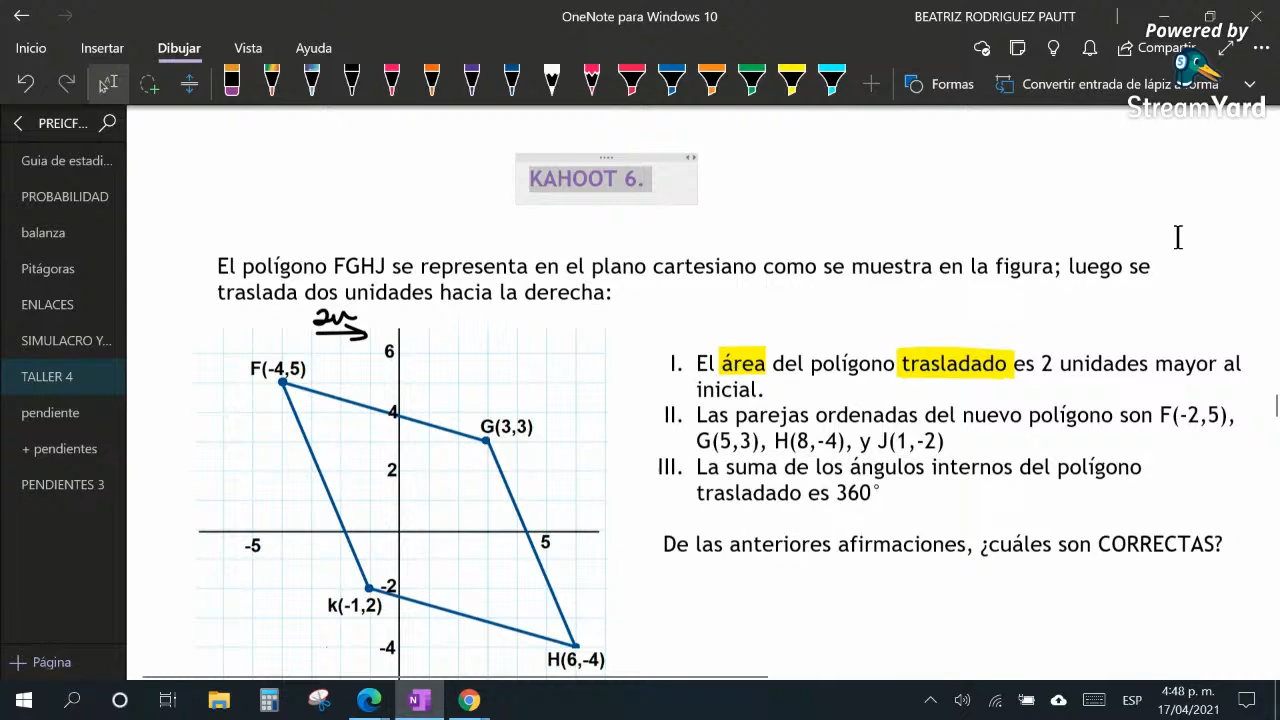 OneNote para Windows 10
BEATRIZ RODRIGUEZ PAUTT
Powered by
StreamYard
Inicio
Insertar
Dibujar
Vista
Ayuda
Compartir
Formas
Convertir entrada de lápiz a forma
PREICF...
Guia de estadi...
PROBABILIDAD
balanza
Pitágoras
ENLACES
SIMULACRO Y...
TALLER 4
pendiente
+ pendientes
PENDIENTES 3
Página
KAHOOT 6.
El polígono FGHJ se representa en el plano cartesiano como se muestra en la figura; luego se
traslada dos unidades hacia la derecha:
2u
6
F(-4,5)
4
G(3,3)
2
-5
5
-2
k(-1,2)
-4
H(6,-4)
I. El área del polígono trasladado es 2 unidades mayor al
inicial.
II. Las parejas ordenadas del nuevo polígono son F(-2,5),
G(5,3), H(8,-4), y J(1,-2)
III. La suma de los ángulos internos del polígono
trasladado es 360°
De las anteriores afirmaciones, ¿cuáles son CORRECTAS?
ESP
4:48 p. m.
17/04/2021